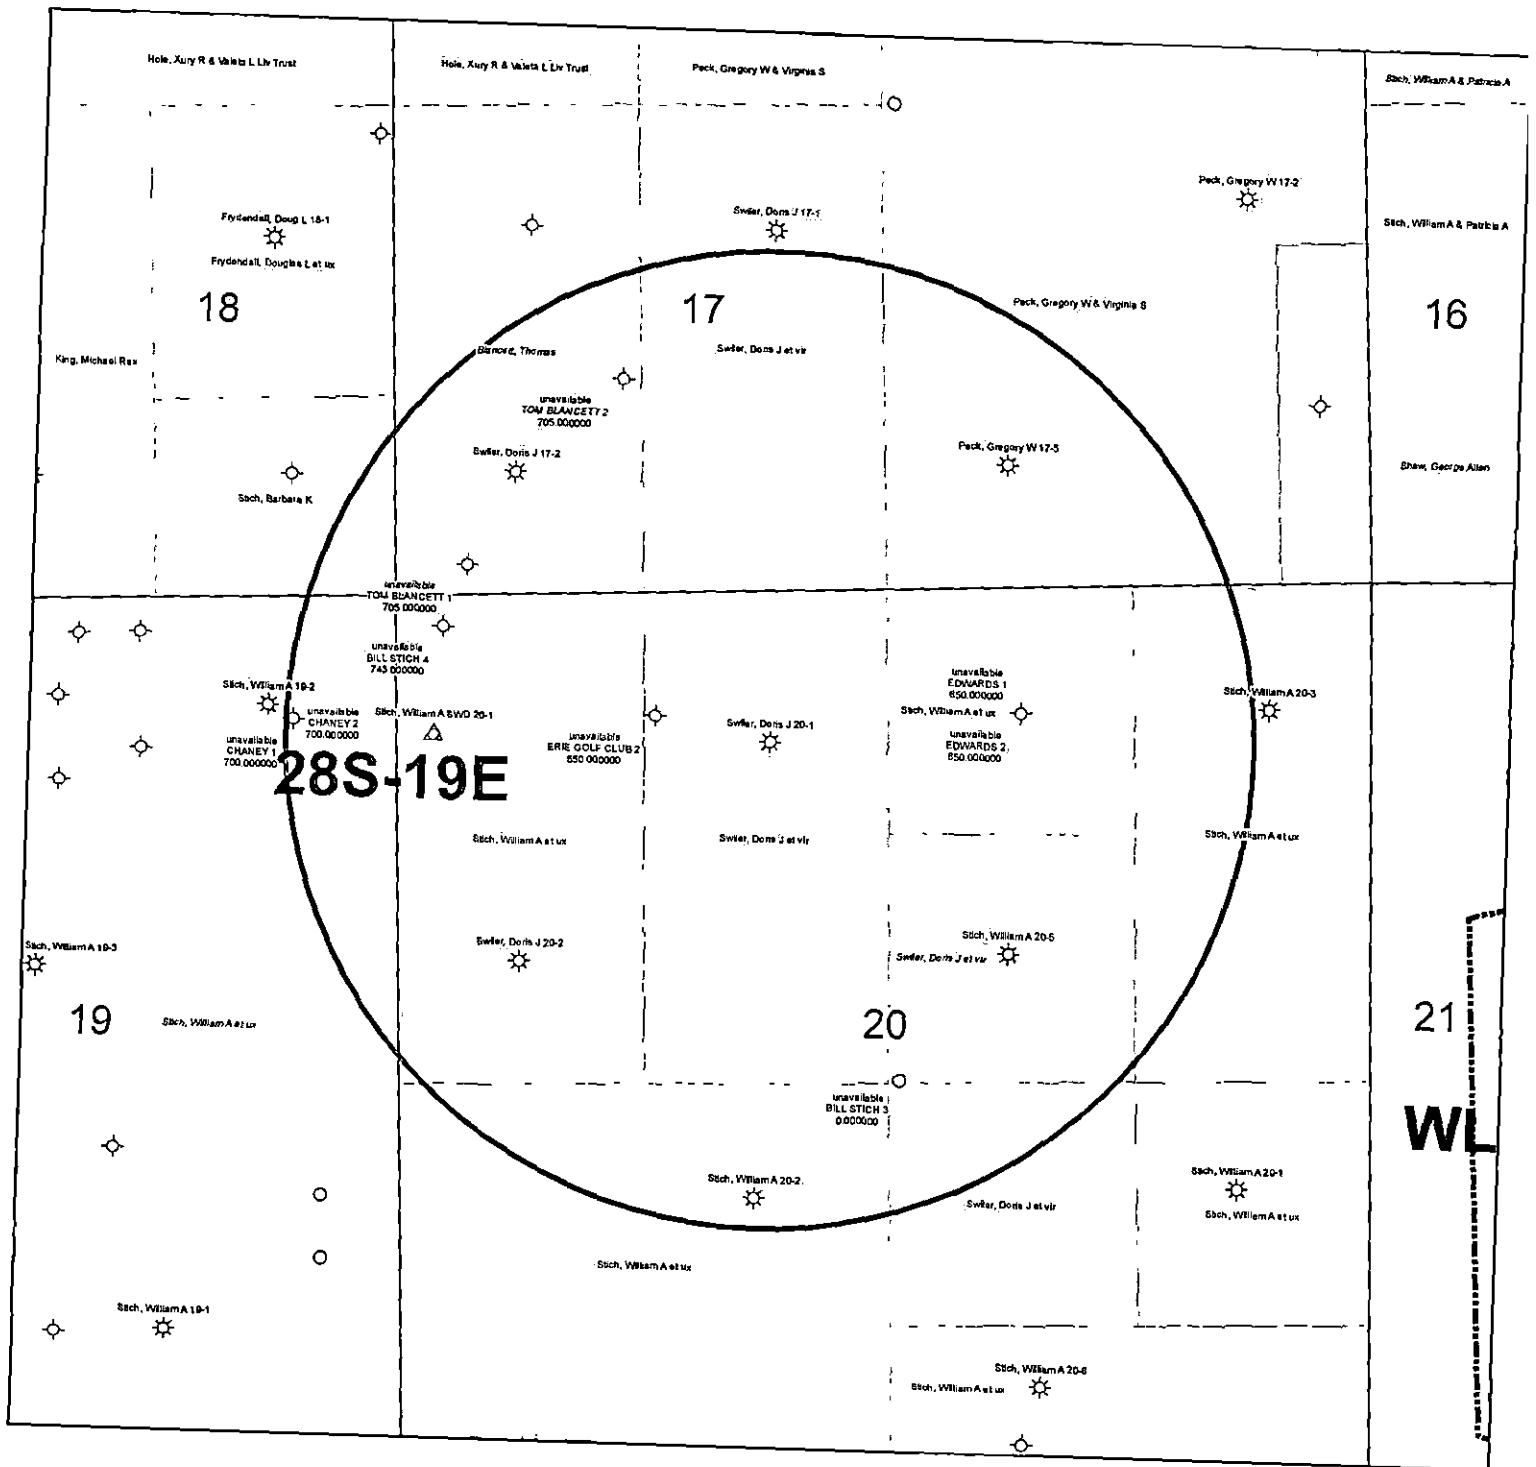 Hole, Xury R & Valeta L Liv Trust
Hole, Xury R & Valeta L Liv Trust
Peck, Gregory W & Virginia S
Stich, William A & Patricia A
Peck, Gregory W 17-2
Frydendall, Doug L 18-1
Swiler, Doris J 17-1
Stich, William A & Patricia A
Frydendall, Douglas L et ux
18
17
Peck, Gregory W & Virginia S
16
King, Michael Rex
Blancett, Thomas
Swiler, Doris J et vir
unavailable
TOM BLANCETT 2
705.000000
Swiler, Doris J 17-2
Peck, Gregory W 17-5
Shaw, George Allen
Stich, Barbara K
unavailable
TOM BLANCETT 1
705.000000
unavailable
BILL STICH 4
743.000000
unavailable
EDWARDS 1
650.000000
Stich, William A 19-2
unavailable
CHANEY 2
700.000000
Stich, William A SWD 20-1
Swiler, Doris J 20-1
Stich, William A et ux
Stich, William A 20-3
unavailable
CHANEY 1
700.000000
unavailable
ERIE GOLF CLUB 2
650.000000
unavailable
EDWARDS 2
650.000000
28S-19E
Stich, William A et ux
Swiler, Doris J et vir
Stich, William A et ux
Stich, William A 19-3
Swiler, Doris J 20-2
Stich, William A 20-5
Swiler, Doris J et vir
19
Stich, William A et ux
20
21
unavailable
BILL STICH 3
0.000000
WL
Stich, William A 20-2
Stich, William A 20-1
Swiler, Doris J et vir
Stich, William A et ux
Stich, William A et ux
Stich, William A 19-1
Stich, William A 20-6
Stich, William A et ux